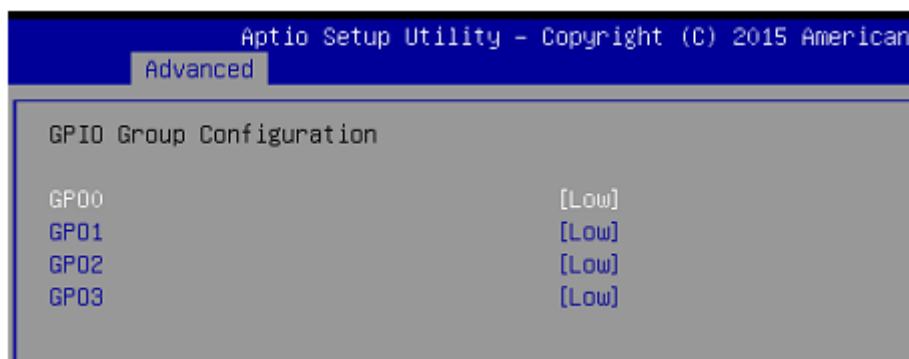 Aptio Setup Utility – Copyright (C) 2015 American
Advanced
GPIO Group Configuration
GPO0 [Low]
GPO1 [Low]
GPO2 [Low]
GPO3 [Low]